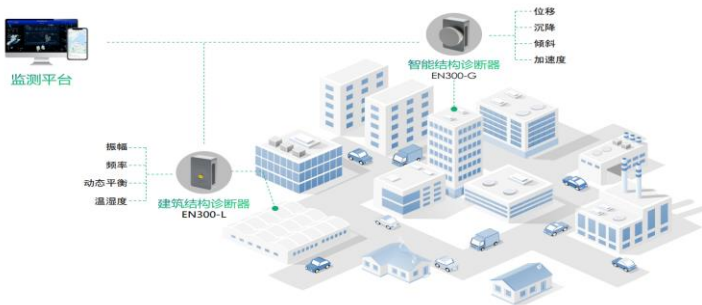 位移
沉降
倾斜
加速度
智能结构诊断器
EN300-G
监测平台
振幅
频率
动态平衡
温湿度
建筑结构诊断器
EN300-L